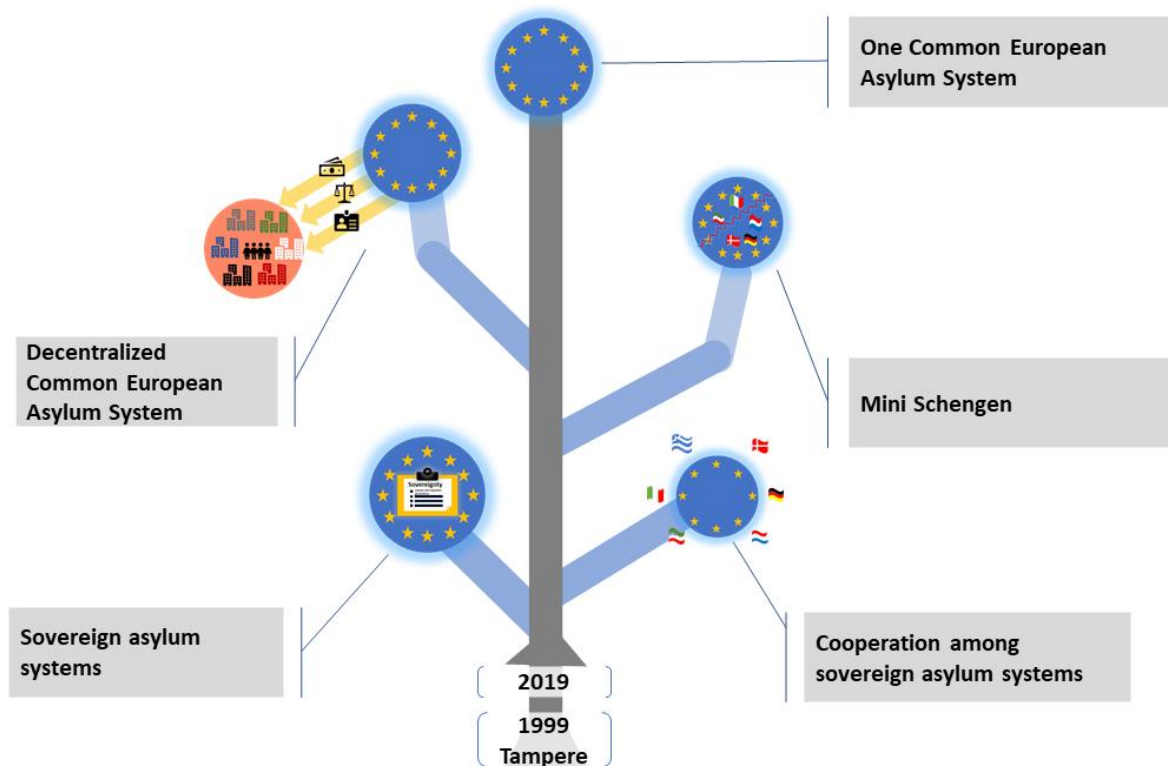 One Common European
Asylum System
Decentralized
Common European
Asylum System
Mini Schengen
Sovereignty
Sovereign asylum
systems
Cooperation among
sovereign asylum systems
2019
1999
Tampere